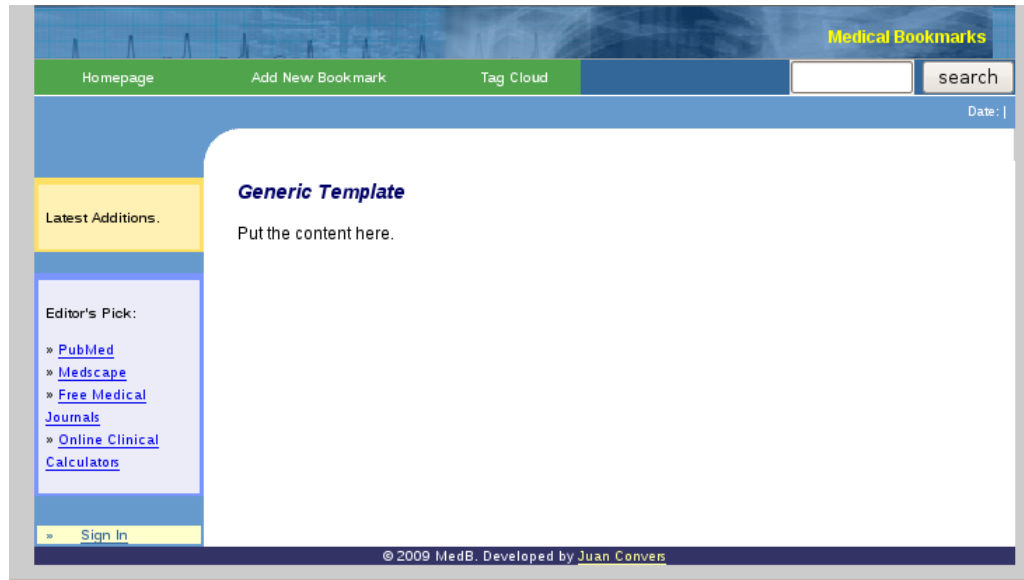 Medical Bookmarks
Homepage Add New Bookmark Tag Cloud search
Date: |
Generic Template
Put the content here.
Latest Additions.
Editor's Pick:
» PubMed
» Medscape
» Free Medical
Journals
» Online Clinical
Calculators
» Sign In
© 2009 MedB. Developed by Juan Convers